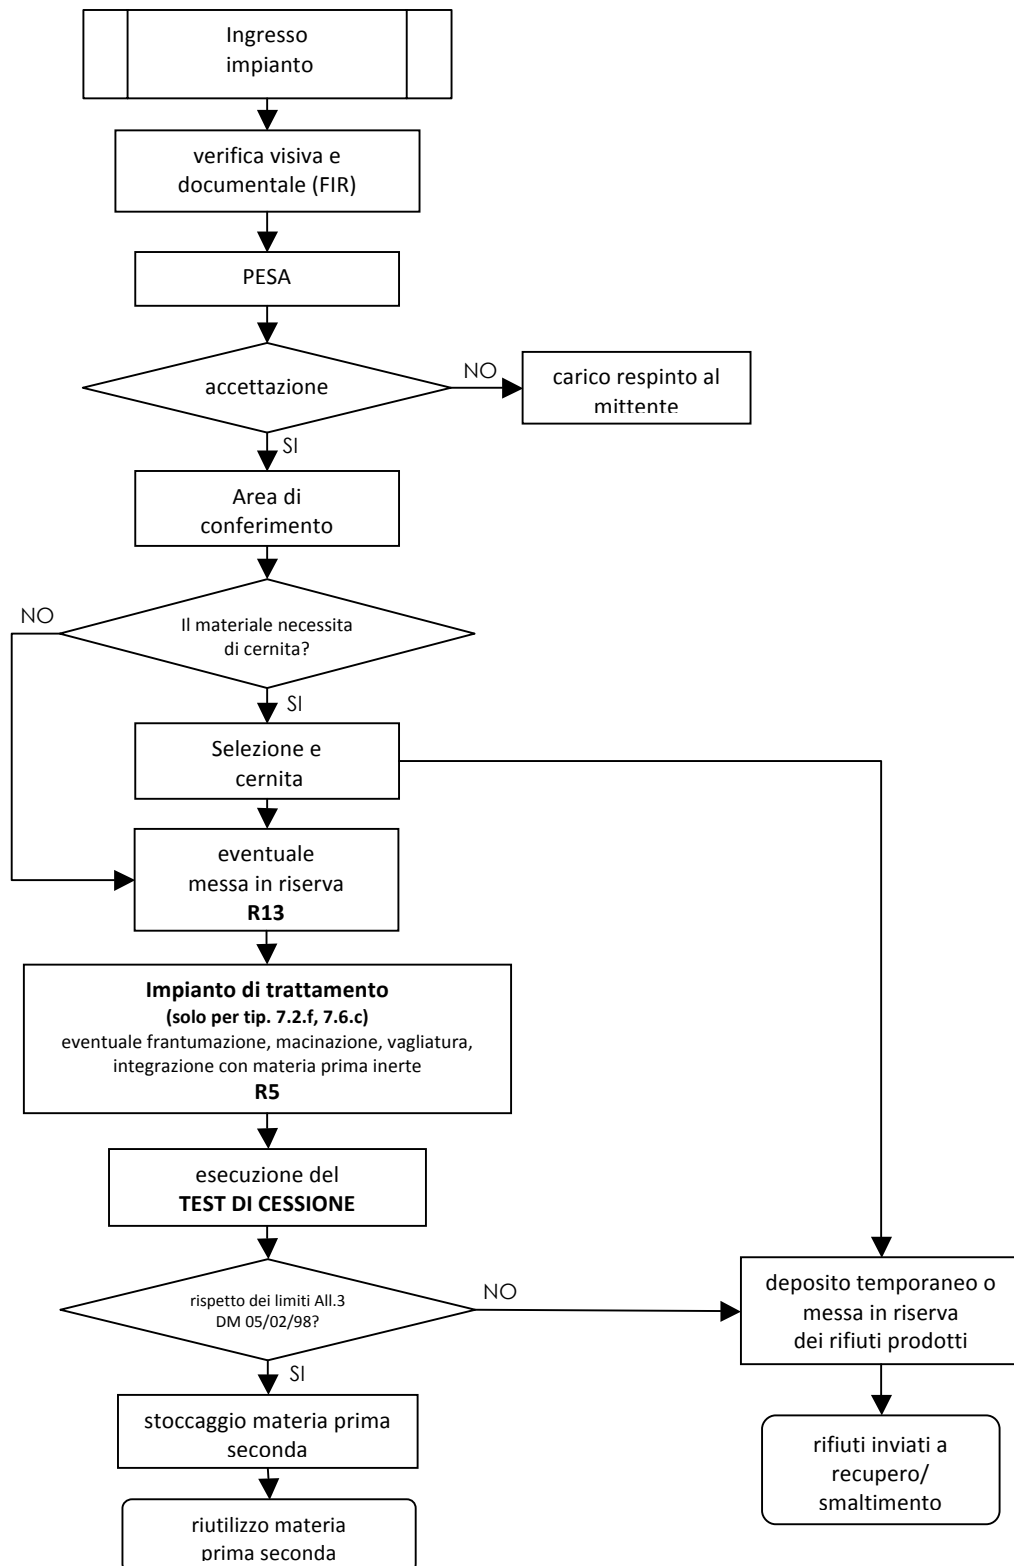 Ingresso
impianto
verifica visiva e
documentale (FIR)
PESA
accettazione
NO
carico respinto al
mittente
SI
Area di
conferimento
NO
Il materiale necessita
di cernita?
SI
Selezione e
cernita
eventuale
messa in riserva
R13
Impianto di trattamento
(solo per tip. 7.2.f, 7.6.c)
eventuale frantumazione, macinazione, vagliatura,
integrazione con materia prima inerte
R5
esecuzione del
TEST DI CESSIONE
rispetto dei limiti All.3
DM 05/02/98?
NO
deposito temporaneo o
messa in riserva
dei rifiuti prodotti
SI
stoccaggio materia prima
seconda
rifiuti inviati a
recupero/
smaltimento
riutilizzo materia
prima seconda